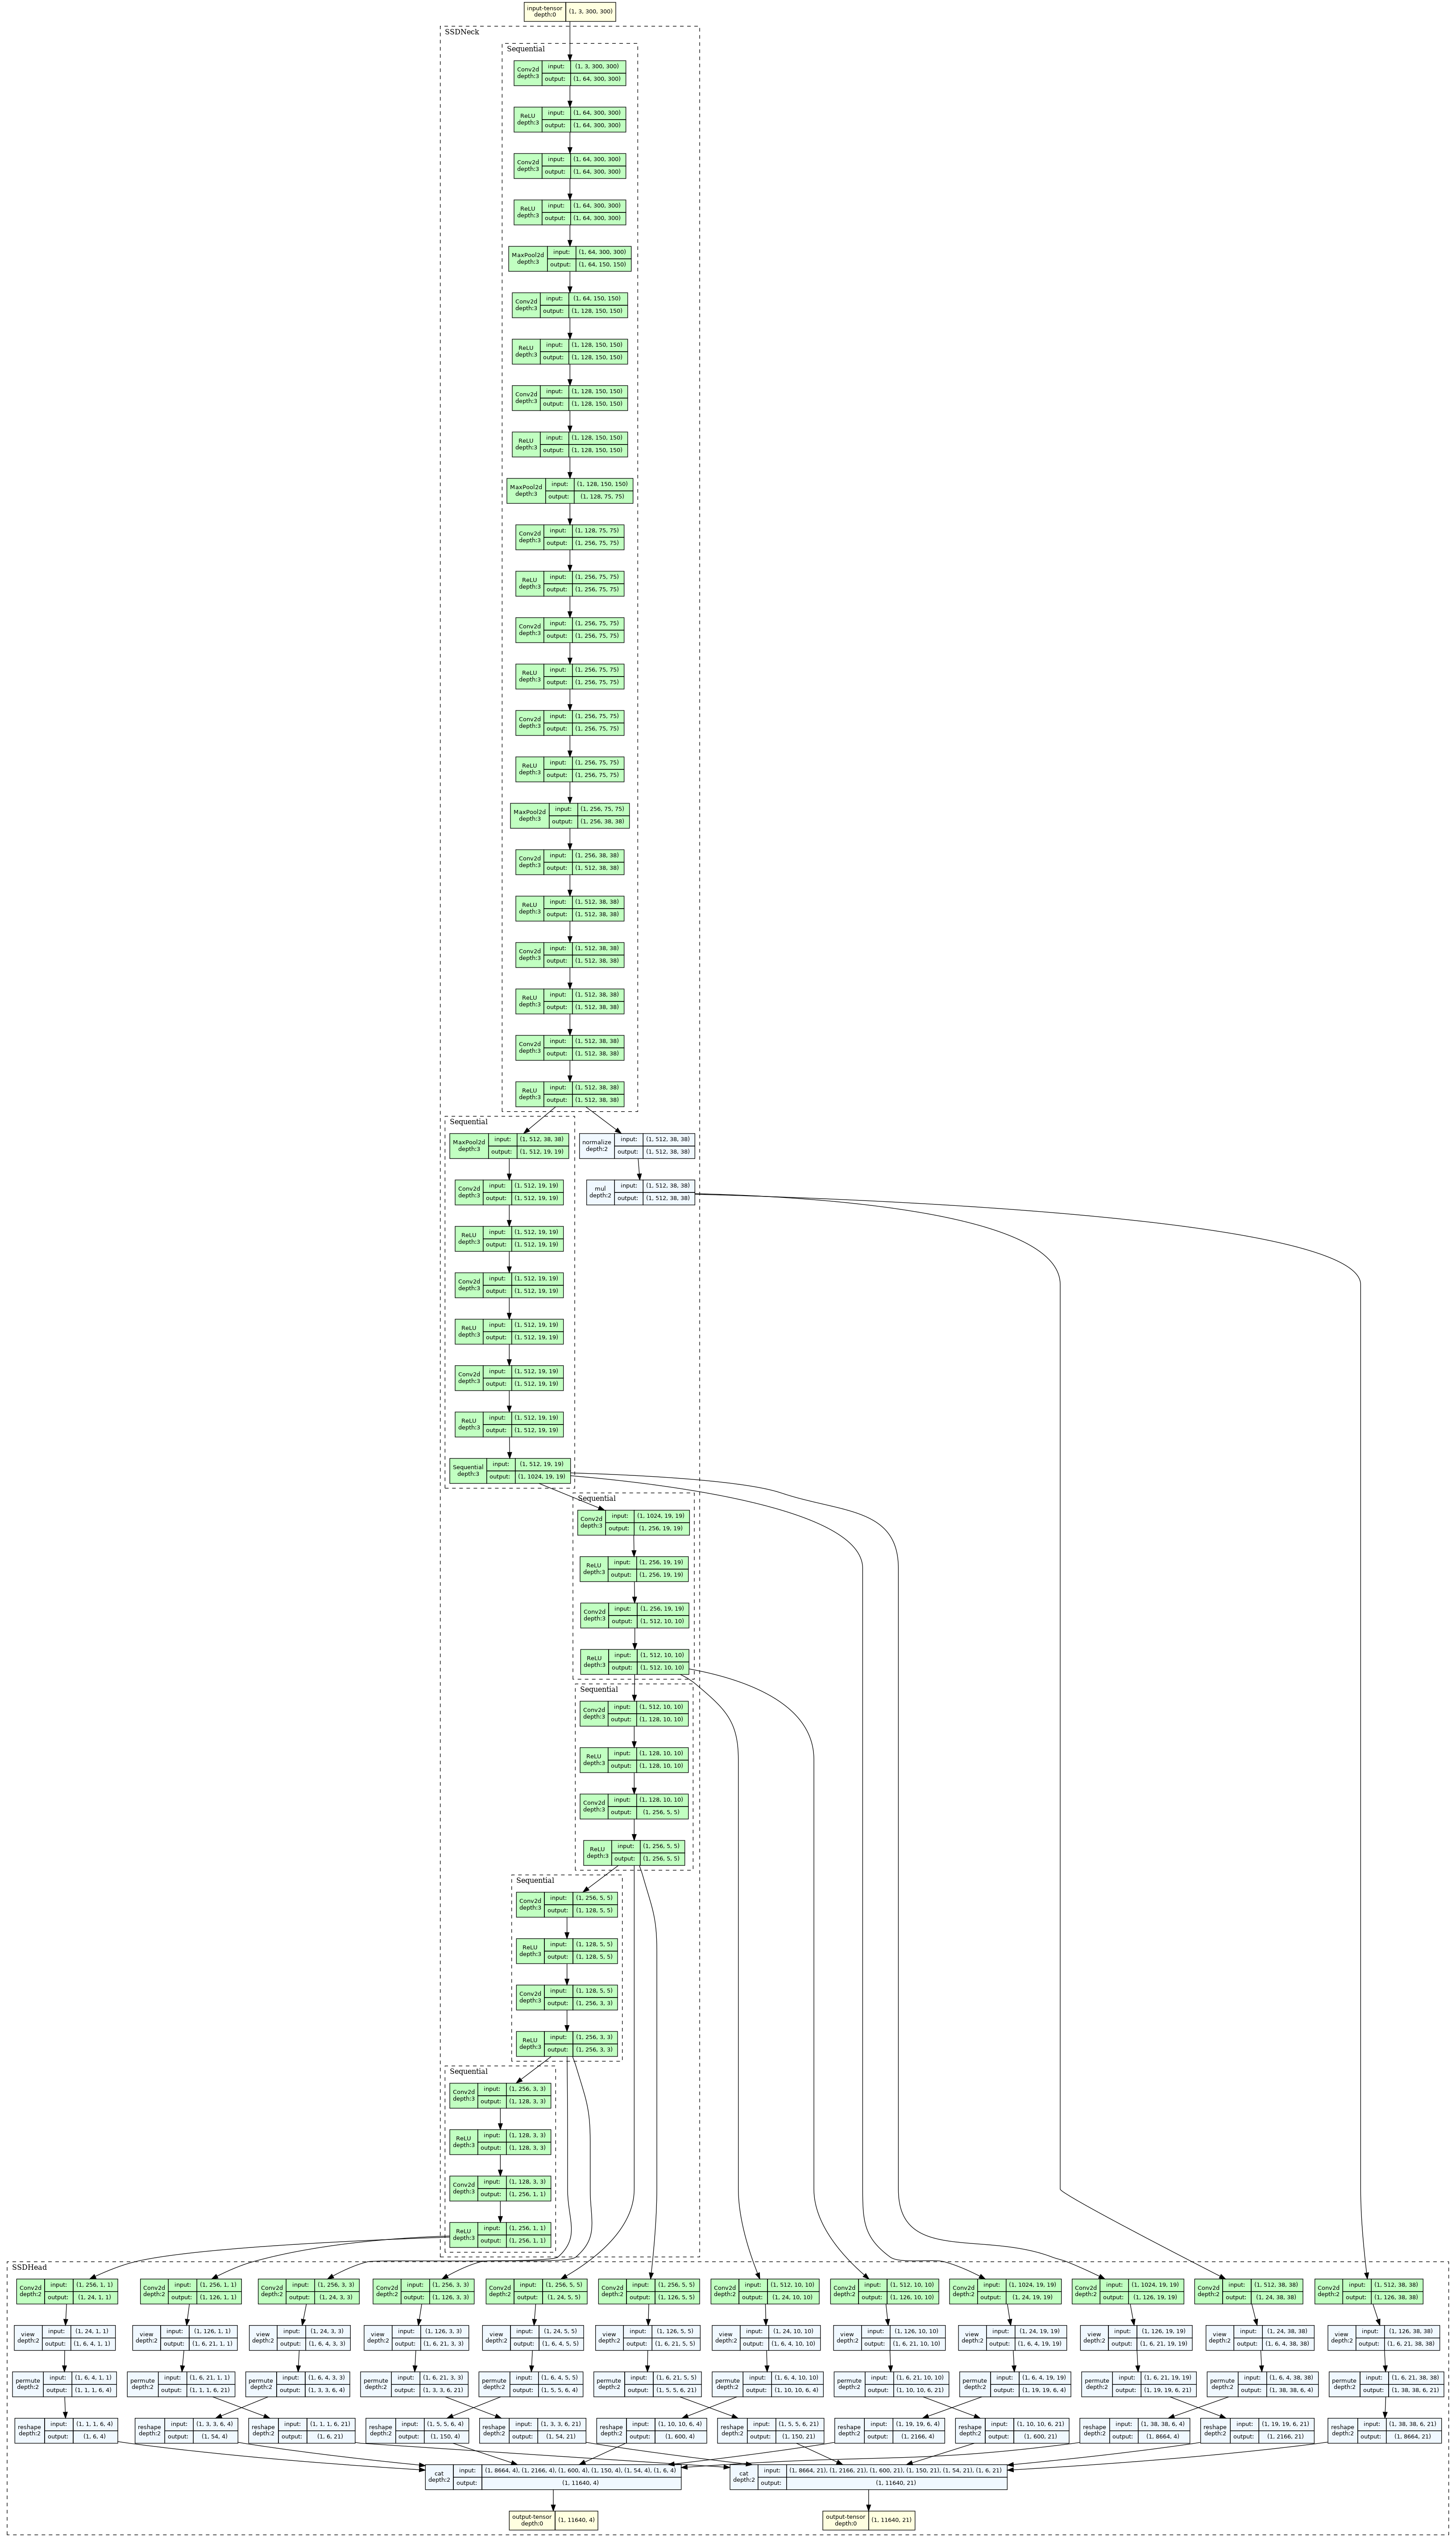 input-tensor
depth:0
(1, 3, 300, 300)
SSDNeck
Sequential
Conv2d
depth:3
input: (1, 3, 300, 300)
output: (1, 64, 300, 300)
ReLU
depth:3
input: (1, 64, 300, 300)
output: (1, 64, 300, 300)
Conv2d
depth:3
input: (1, 64, 300, 300)
output: (1, 64, 300, 300)
ReLU
depth:3
input: (1, 64, 300, 300)
output: (1, 64, 300, 300)
MaxPool2d
depth:3
input: (1, 64, 300, 300)
output: (1, 64, 150, 150)
Conv2d
depth:3
input: (1, 64, 150, 150)
output: (1, 128, 150, 150)
ReLU
depth:3
input: (1, 128, 150, 150)
output: (1, 128, 150, 150)
Conv2d
depth:3
input: (1, 128, 150, 150)
output: (1, 128, 150, 150)
ReLU
depth:3
input: (1, 128, 150, 150)
output: (1, 128, 150, 150)
MaxPool2d
depth:3
input: (1, 128, 150, 150)
output: (1, 128, 75, 75)
Conv2d
depth:3
input: (1, 128, 75, 75)
output: (1, 256, 75, 75)
ReLU
depth:3
input: (1, 256, 75, 75)
output: (1, 256, 75, 75)
Conv2d
depth:3
input: (1, 256, 75, 75)
output: (1, 256, 75, 75)
ReLU
depth:3
input: (1, 256, 75, 75)
output: (1, 256, 75, 75)
Conv2d
depth:3
input: (1, 256, 75, 75)
output: (1, 256, 75, 75)
ReLU
depth:3
input: (1, 256, 75, 75)
output: (1, 256, 75, 75)
MaxPool2d
depth:3
input: (1, 256, 75, 75)
output: (1, 256, 38, 38)
Conv2d
depth:3
input: (1, 256, 38, 38)
output: (1, 512, 38, 38)
ReLU
depth:3
input: (1, 512, 38, 38)
output: (1, 512, 38, 38)
Conv2d
depth:3
input: (1, 512, 38, 38)
output: (1, 512, 38, 38)
ReLU
depth:3
input: (1, 512, 38, 38)
output: (1, 512, 38, 38)
Conv2d
depth:3
input: (1, 512, 38, 38)
output: (1, 512, 38, 38)
ReLU
depth:3
input: (1, 512, 38, 38)
output: (1, 512, 38, 38)
Sequential
MaxPool2d
depth:3
input: (1, 512, 38, 38)
output: (1, 512, 19, 19)
normalize
depth:2
input: (1, 512, 38, 38)
output: (1, 512, 38, 38)
Conv2d
depth:3
input: (1, 512, 19, 19)
output: (1, 512, 19, 19)
mul
depth:2
input: (1, 512, 38, 38)
output: (1, 512, 38, 38)
ReLU
depth:3
input: (1, 512, 19, 19)
output: (1, 512, 19, 19)
Conv2d
depth:3
input: (1, 512, 19, 19)
output: (1, 512, 19, 19)
ReLU
depth:3
input: (1, 512, 19, 19)
output: (1, 512, 19, 19)
Conv2d
depth:3
input: (1, 512, 19, 19)
output: (1, 512, 19, 19)
ReLU
depth:3
input: (1, 512, 19, 19)
output: (1, 512, 19, 19)
Sequential
depth:3
input: (1, 512, 19, 19)
output: (1, 1024, 19, 19)
Sequential
Conv2d
depth:3
input: (1, 1024, 19, 19)
output: (1, 256, 19, 19)
ReLU
depth:3
input: (1, 256, 19, 19)
output: (1, 256, 19, 19)
Conv2d
depth:3
input: (1, 256, 19, 19)
output: (1, 512, 10, 10)
ReLU
depth:3
input: (1, 512, 10, 10)
output: (1, 512, 10, 10)
Sequential
Conv2d
depth:3
input: (1, 512, 10, 10)
output: (1, 128, 10, 10)
ReLU
depth:3
input: (1, 128, 10, 10)
output: (1, 128, 10, 10)
Conv2d
depth:3
input: (1, 128, 10, 10)
output: (1, 256, 5, 5)
ReLU
depth:3
input: (1, 256, 5, 5)
output: (1, 256, 5, 5)
Sequential
Conv2d
depth:3
input: (1, 256, 5, 5)
output: (1, 128, 5, 5)
ReLU
depth:3
input: (1, 128, 5, 5)
output: (1, 128, 5, 5)
Conv2d
depth:3
input: (1, 128, 5, 5)
output: (1, 256, 3, 3)
ReLU
depth:3
input: (1, 256, 3, 3)
output: (1, 256, 3, 3)
Sequential
Conv2d
depth:3
input: (1, 256, 3, 3)
output: (1, 128, 3, 3)
ReLU
depth:3
input: (1, 128, 3, 3)
output: (1, 128, 3, 3)
Conv2d
depth:3
input: (1, 128, 3, 3)
output: (1, 256, 1, 1)
ReLU
depth:3
input: (1, 256, 1, 1)
output: (1, 256, 1, 1)
SSDHead
Conv2d
depth:2
input: (1, 256, 1, 1)
output: (1, 24, 1, 1)
Conv2d
depth:2
input: (1, 256, 1, 1)
output: (1, 126, 1, 1)
Conv2d
depth:2
input: (1, 256, 3, 3)
output: (1, 24, 3, 3)
Conv2d
depth:2
input: (1, 256, 3, 3)
output: (1, 126, 3, 3)
Conv2d
depth:2
input: (1, 256, 5, 5)
output: (1, 24, 5, 5)
Conv2d
depth:2
input: (1, 256, 5, 5)
output: (1, 126, 5, 5)
Conv2d
depth:2
input: (1, 512, 10, 10)
output: (1, 24, 10, 10)
Conv2d
depth:2
input: (1, 512, 10, 10)
output: (1, 126, 10, 10)
Conv2d
depth:2
input: (1, 1024, 19, 19)
output: (1, 24, 19, 19)
Conv2d
depth:2
input: (1, 1024, 19, 19)
output: (1, 126, 19, 19)
Conv2d
depth:2
input: (1, 512, 38, 38)
output: (1, 24, 38, 38)
Conv2d
depth:2
input: (1, 512, 38, 38)
output: (1, 126, 38, 38)
view
depth:2
input: (1, 24, 1, 1)
output: (1, 6, 4, 1, 1)
view
depth:2
input: (1, 126, 1, 1)
output: (1, 6, 21, 1, 1)
view
depth:2
input: (1, 24, 3, 3)
output: (1, 6, 4, 3, 3)
view
depth:2
input: (1, 126, 3, 3)
output: (1, 6, 21, 3, 3)
view
depth:2
input: (1, 24, 5, 5)
output: (1, 6, 4, 5, 5)
view
depth:2
input: (1, 126, 5, 5)
output: (1, 6, 21, 5, 5)
view
depth:2
input: (1, 24, 10, 10)
output: (1, 6, 4, 10, 10)
view
depth:2
input: (1, 126, 10, 10)
output: (1, 6, 21, 10, 10)
view
depth:2
input: (1, 24, 19, 19)
output: (1, 6, 4, 19, 19)
view
depth:2
input: (1, 126, 19, 19)
output: (1, 6, 21, 19, 19)
view
depth:2
input: (1, 24, 38, 38)
output: (1, 6, 4, 38, 38)
view
depth:2
input: (1, 126, 38, 38)
output: (1, 6, 21, 38, 38)
permute
depth:2
input: (1, 6, 4, 1, 1)
output: (1, 1, 1, 6, 4)
permute
depth:2
input: (1, 6, 21, 1, 1)
output: (1, 1, 1, 6, 21)
permute
depth:2
input: (1, 6, 4, 3, 3)
output: (1, 3, 3, 6, 4)
permute
depth:2
input: (1, 6, 21, 3, 3)
output: (1, 3, 3, 6, 21)
permute
depth:2
input: (1, 6, 4, 5, 5)
output: (1, 5, 5, 6, 4)
permute
depth:2
input: (1, 6, 21, 5, 5)
output: (1, 5, 5, 6, 21)
permute
depth:2
input: (1, 6, 4, 10, 10)
output: (1, 10, 10, 6, 4)
permute
depth:2
input: (1, 6, 21, 10, 10)
output: (1, 10, 10, 6, 21)
permute
depth:2
input: (1, 6, 4, 19, 19)
output: (1, 19, 19, 6, 4)
permute
depth:2
input: (1, 6, 21, 19, 19)
output: (1, 19, 19, 6, 21)
permute
depth:2
input: (1, 6, 4, 38, 38)
output: (1, 38, 38, 6, 4)
permute
depth:2
input: (1, 6, 21, 38, 38)
output: (1, 38, 38, 6, 21)
reshape
depth:2
input: (1, 1, 1, 6, 4)
output: (1, 6, 4)
reshape
depth:2
input: (1, 3, 3, 6, 4)
output: (1, 54, 4)
reshape
depth:2
input: (1, 1, 1, 6, 21)
output: (1, 6, 21)
reshape
depth:2
input: (1, 5, 5, 6, 4)
output: (1, 150, 4)
reshape
depth:2
input: (1, 3, 3, 6, 21)
output: (1, 54, 21)
reshape
depth:2
input: (1, 10, 10, 6, 4)
output: (1, 600, 4)
reshape
depth:2
input: (1, 5, 5, 6, 21)
output: (1, 150, 21)
reshape
depth:2
input: (1, 19, 19, 6, 4)
output: (1, 2166, 4)
reshape
depth:2
input: (1, 10, 10, 6, 21)
output: (1, 600, 21)
reshape
depth:2
input: (1, 38, 38, 6, 4)
output: (1, 8664, 4)
reshape
depth:2
input: (1, 19, 19, 6, 21)
output: (1, 2166, 21)
reshape
depth:2
input: (1, 38, 38, 6, 21)
output: (1, 8664, 21)
cat
depth:2
input: (1, 8664, 4), (1, 2166, 4), (1, 600, 4), (1, 150, 4), (1, 54, 4), (1, 6, 4)
output: (1, 11640, 4)
cat
depth:2
input: (1, 8664, 21), (1, 2166, 21), (1, 600, 21), (1, 150, 21), (1, 54, 21), (1, 6, 21)
output: (1, 11640, 21)
output-tensor
depth:0
(1, 11640, 4)
output-tensor
depth:0
(1, 11640, 21)